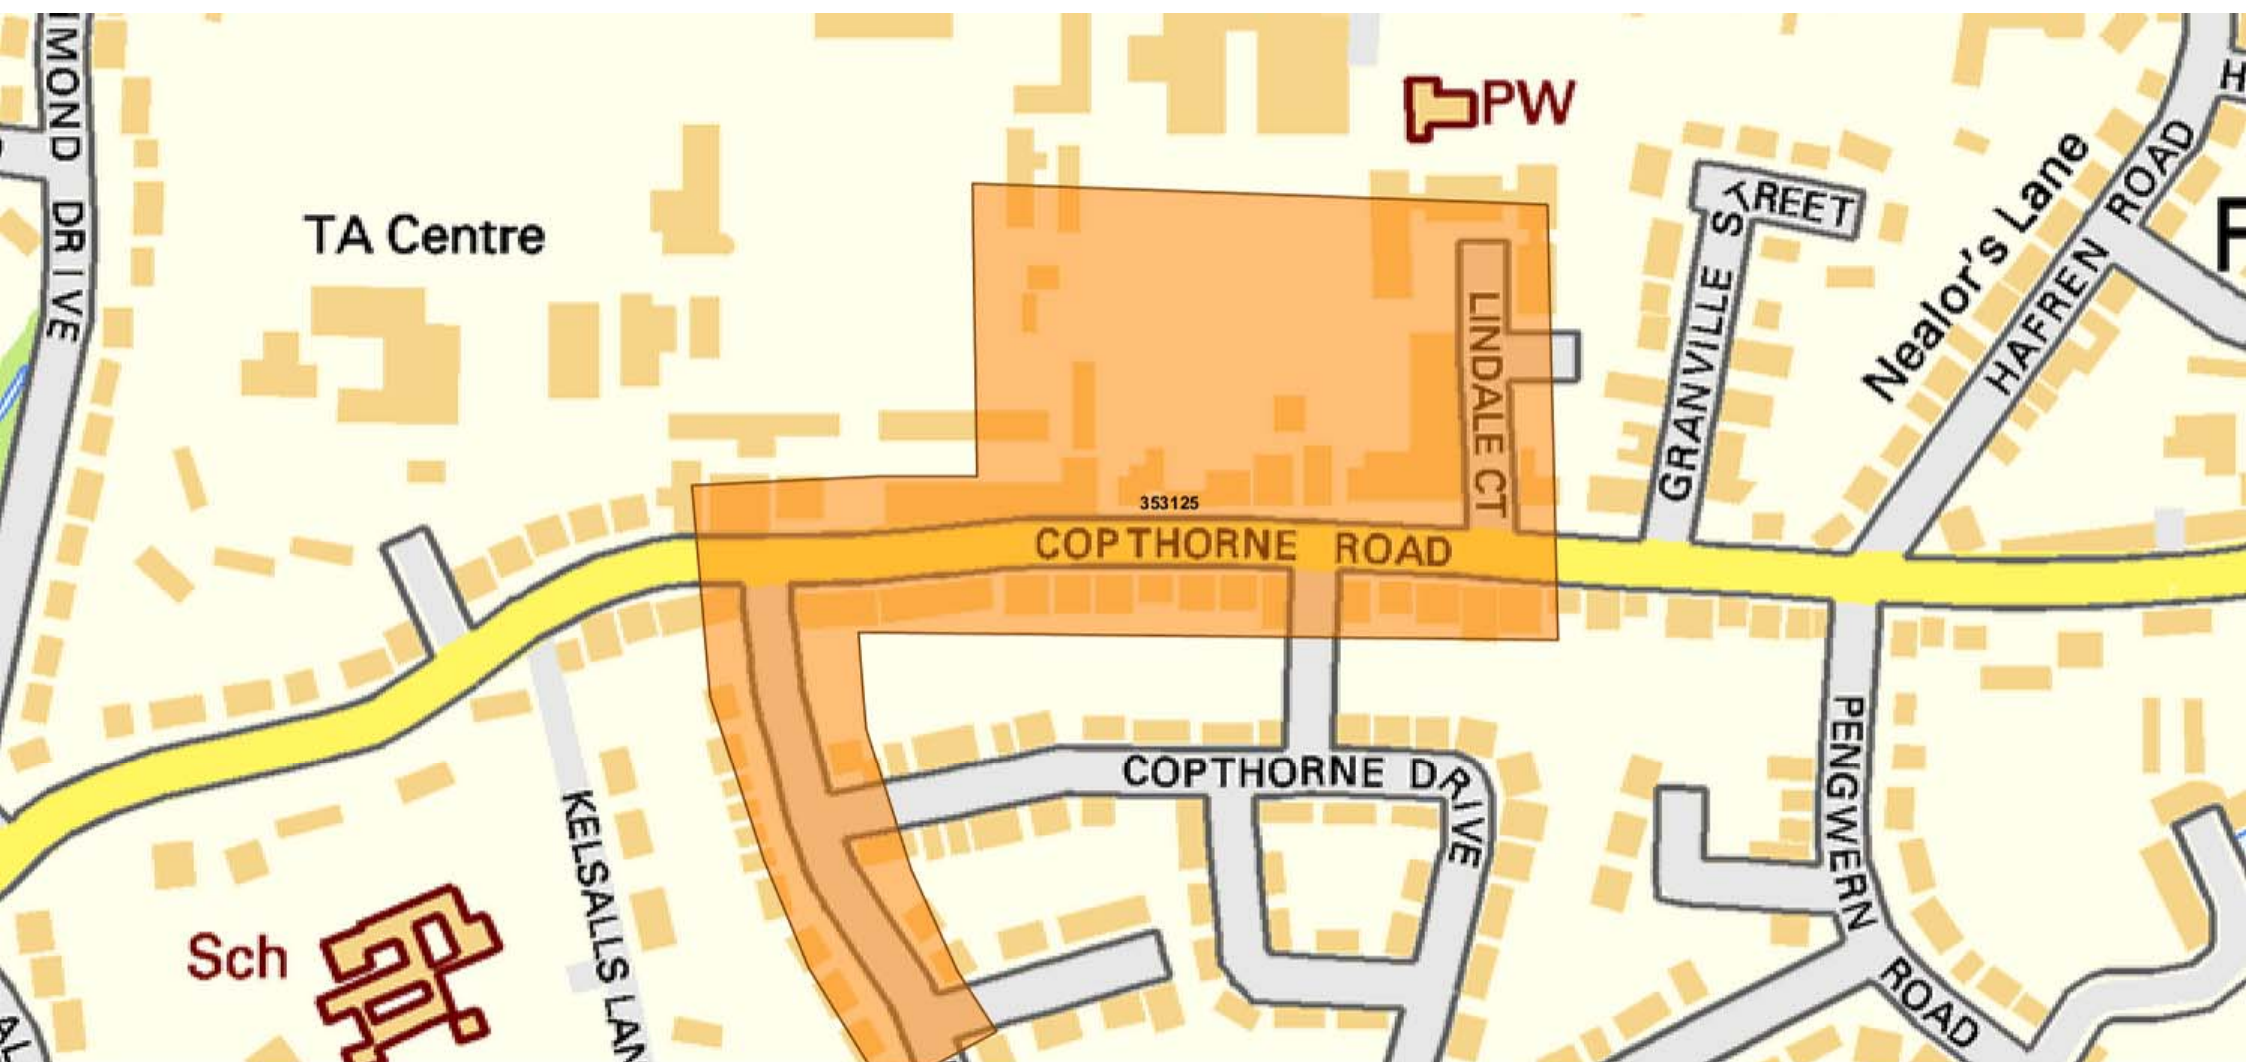 MOND DRIVE
PW
TA Centre
STREET
GRANVILLE
Nealor's Lane
HAFREN ROAD
H
LINDALE CT
353125
COPTHORNE ROAD
COPTHORNE DRIVE
KELSALLS LAN
PENGWERN
ROAD
Sch